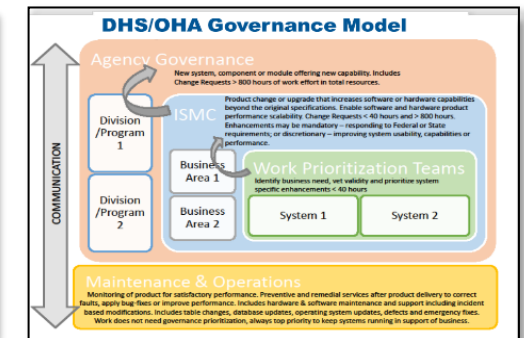 DHS/OHA Governance Model
Agency Governance
New system, component or module offering new capability. Includes
Change Requests > 800 hours of work effort in total resources.
COMMUNICATION
Division
/Program
1
Division
/Program
2
ISMC
Product change or upgrade that increases software or hardware capabilities
beyond the original specifications. Enable software and hardware product
performance scalability. Change Requests < 40 hours and > 800 hours.
Enhancements may be mandatory – responding to Federal or State
requirements; or discretionary – improving system usability, capabilities or
performance.
Business
Area 1
Business
Area 2
Work Prioritization Teams
Identify business need, vet validity and prioritize system
specific enhancements < 40 hours
System 1
System 2
Maintenance & Operations
Monitoring of product for satisfactory performance. Preventive and remedial services after product delivery to correct
faults, apply bug-fixes or improve performance. Includes hardware & software maintenance and support including incident
based modifications. Includes table changes, database updates, operating system updates, defects and emergency fixes.
Work does not need governance prioritization, always top priority to keep systems running in support of business.